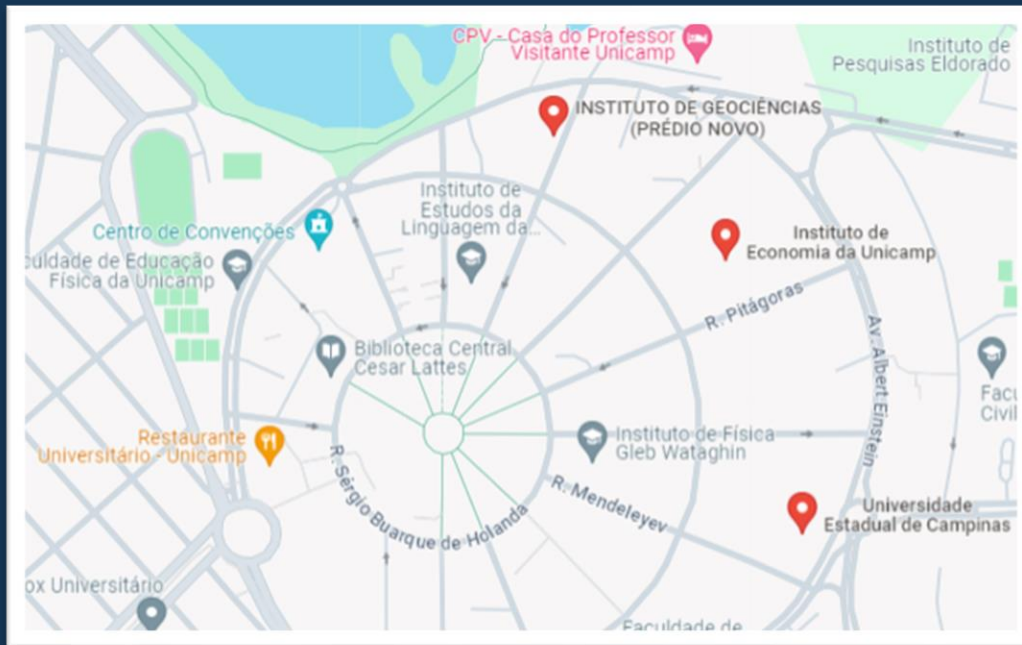 CPV - Casa do Professor
Visitante Unicamp
Instituto de
Pesquisas Eldorado
INSTITUTO DE GEOCIÊNCIAS
(PRÉDIO NOVO)
Instituto de
Estudos da
Linguagem da...
Centro de Convenções
culdade de Educação
Física da Unicamp
Instituto de
Economia da Unicamp
R. Pitágoras
Av. Albert Einstein
Biblioteca Central
Cesar Lattes
Facu
Civil
Restaurante
Universitário - Unicamp
Instituto de Física
Gleb Wataghin
R. Sérgio Buarque de Holanda
R. Mendeleyev
Universidade
Estadual de Campinas
ox Universitário
Faculdade de